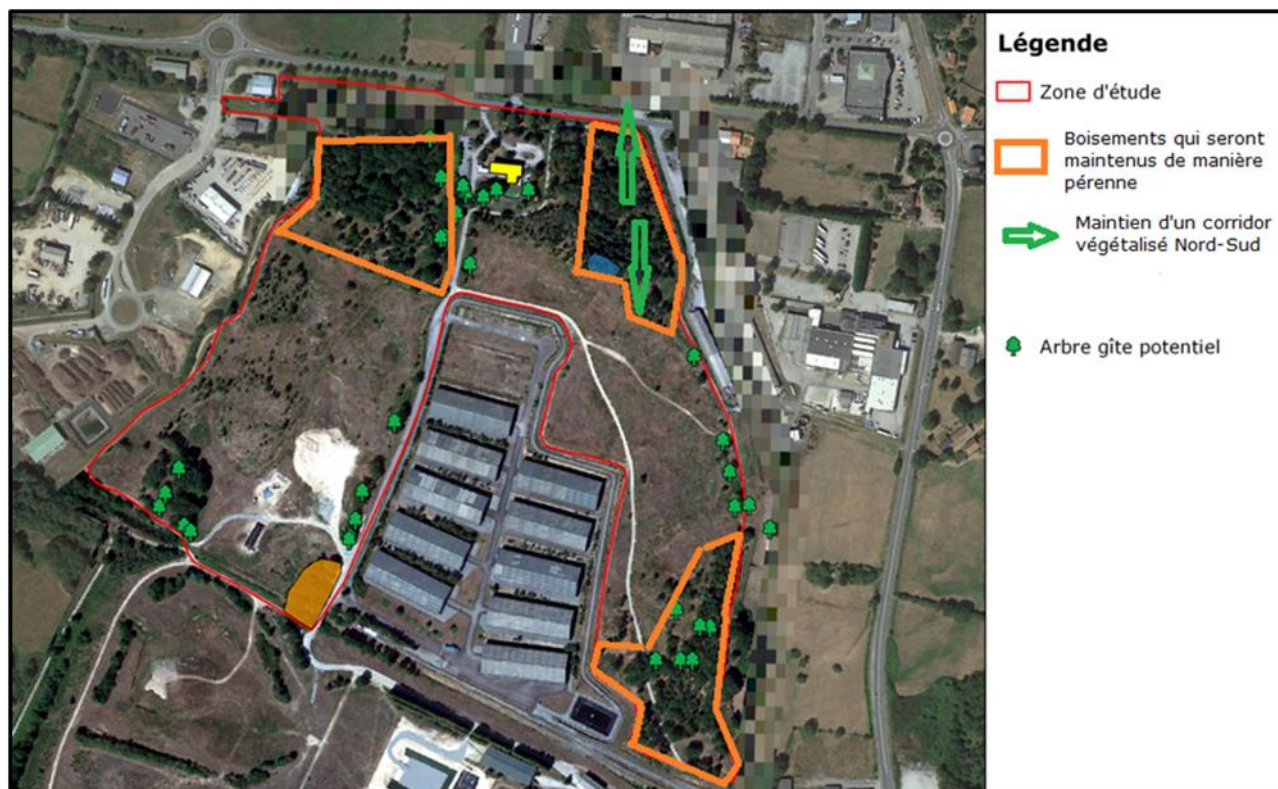 Légende
Zone d'étude
Boisements qui seront
maintenus de manière
pérenne
Maintien d'un corridor
végétalisé Nord-Sud
Arbre gîte potentiel